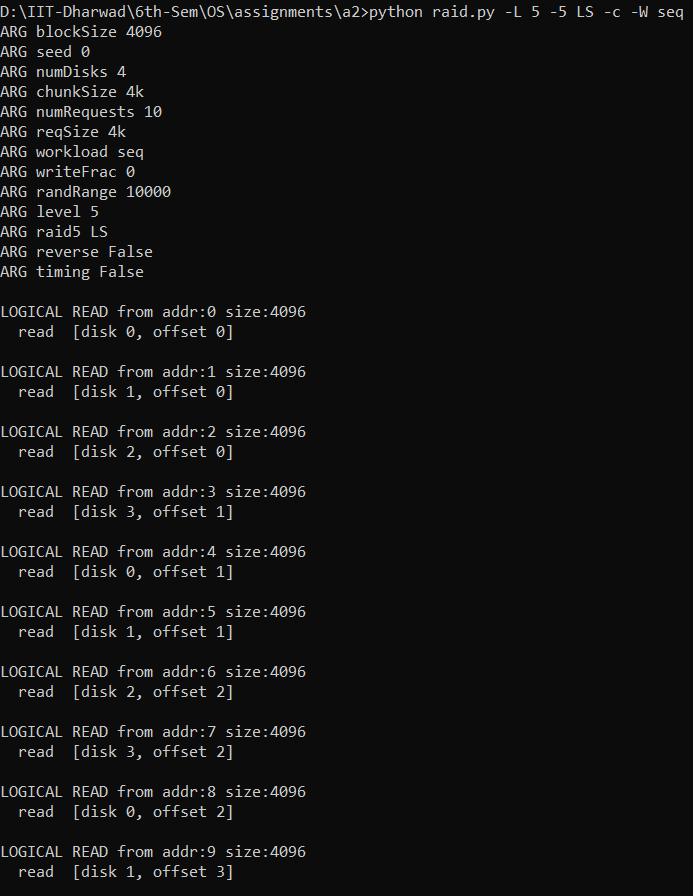 D:\IIT-Dharwad\6th-Sem\OS\assignments\a2>python raid.py -L 5 -5 LS -c -W seq
ARG blockSize 4096
ARG seed 0
ARG numDisks 4
ARG chunkSize 4k
ARG numRequests 10
ARG reqSize 4k
ARG workload seq
ARG writeFrac 0
ARG randRange 10000
ARG level 5
ARG raid5 LS
ARG reverse False
ARG timing False

LOGICAL READ from addr:0 size:4096
  read  [disk 0, offset 0]

LOGICAL READ from addr:1 size:4096
  read  [disk 1, offset 0]

LOGICAL READ from addr:2 size:4096
  read  [disk 2, offset 0]

LOGICAL READ from addr:3 size:4096
  read  [disk 3, offset 1]

LOGICAL READ from addr:4 size:4096
  read  [disk 0, offset 1]

LOGICAL READ from addr:5 size:4096
  read  [disk 1, offset 1]

LOGICAL READ from addr:6 size:4096
  read  [disk 2, offset 2]

LOGICAL READ from addr:7 size:4096
  read  [disk 3, offset 2]

LOGICAL READ from addr:8 size:4096
  read  [disk 0, offset 2]

LOGICAL READ from addr:9 size:4096
  read  [disk 1, offset 3]